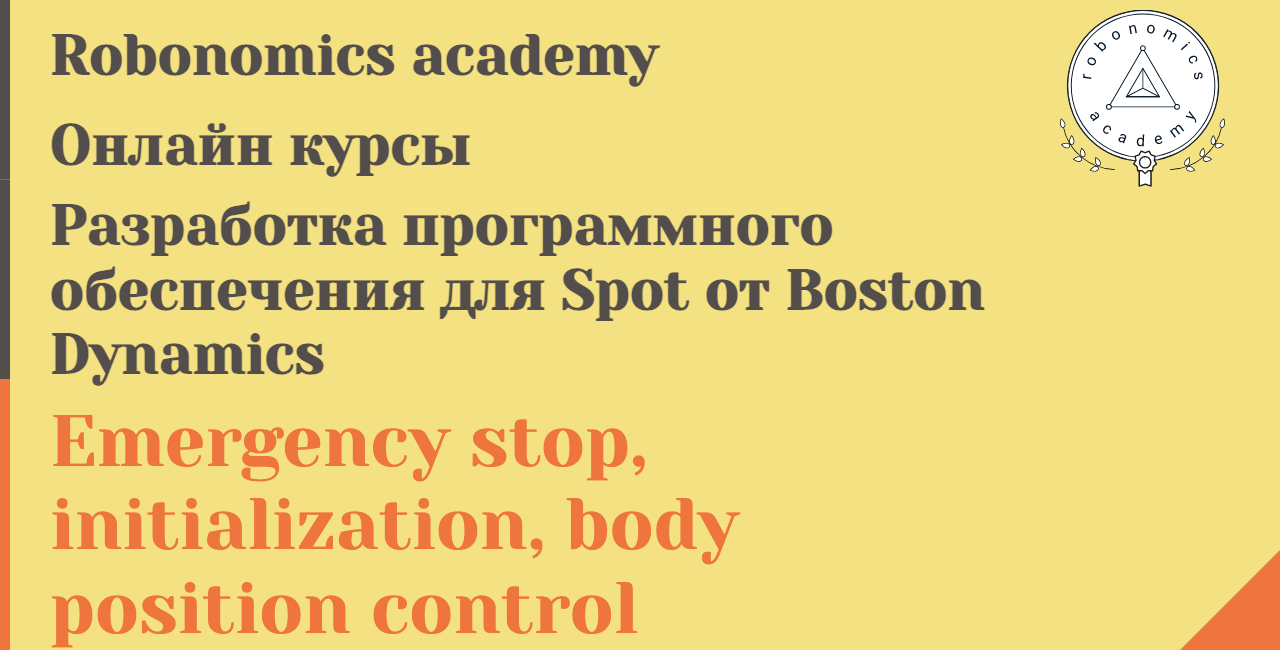 Robonomics academy
Онлайн курсы
Разработка программного
обеспечения для Spot от Boston
Dynamics
Emergency stop,
initialization, body
position control
robonomics
academy